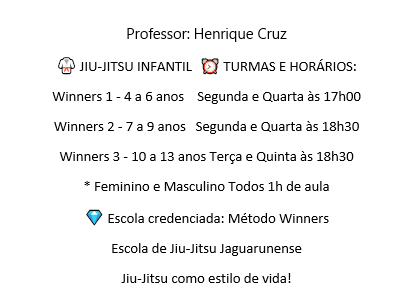 Professor: Henrique Cruz
🥋 JIU-JITSU INFANTIL ⏰ TURMAS E HORÁRIOS:
Winners 1 - 4 a 6 anos Segunda e Quarta às 17h00
Winners 2 - 7 a 9 anos Segunda e Quarta às 18h30
Winners 3 - 10 a 13 anos Terça e Quinta às 18h30
* Feminino e Masculino Todos 1h de aula
💎 Escola credenciada: Método Winners
Escola de Jiu-Jitsu Jaguarunense
Jiu-Jitsu como estilo de vida!